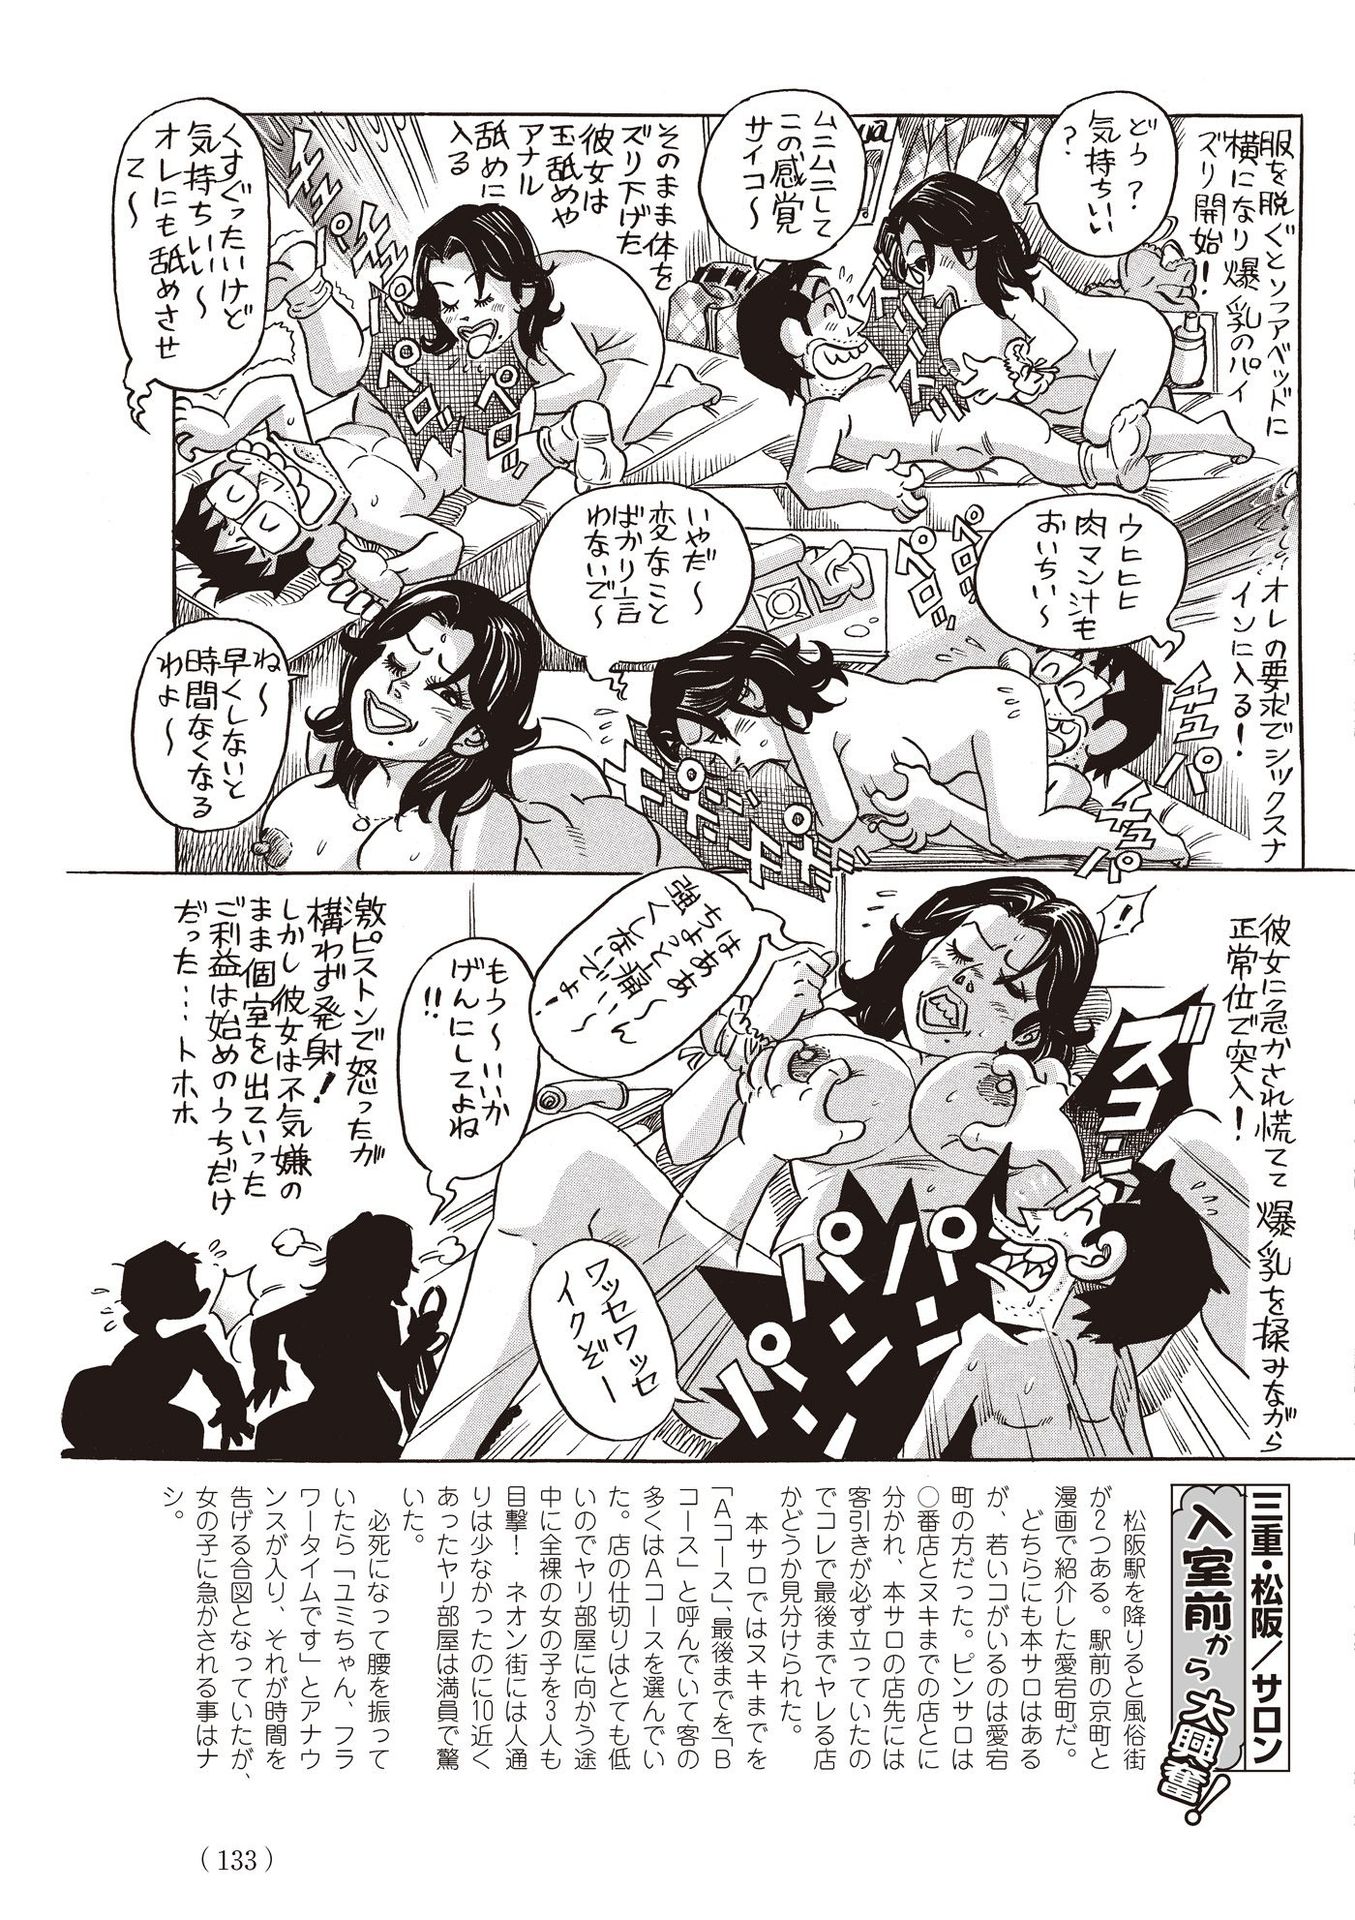 服を脱ぐとソファベッドに
横になり爆乳のパイ
ズリ開始!
どう?
気持ちいい
?
ムニムニして
この感覚
サイコ〜
そのまま体を
ズリ下げた
彼女は
玉舐めや
アナル
舐めに
入る
くすぐったいけど
気持ちいい〜
オレにも舐めさせ
て〜
ペロッ
ペロッ
オレの要求でシックスナ
インに入る!
ウヒヒヒ
肉マン汁も
おいちい〜
いやだ〜
変なこと
ばかり言
わないで〜
ね〜
早くしないと
時間なくなる
わよ〜
チュパ
チュパ
彼女に急かされ慌てて爆乳を揉みながら
正常位で突入!
!
ズコ
ちょっと痛い〜ん
強くしないでよ
パンパンパン
ワッセワッセ
イクぞー
もう〜いいか
げんにしてよね
!!
激ピストンで怒ったが
構わず発射!
しかし彼女は不気嫌の
まま個室を出ていった
ご利益は始めのうちだけ
だった…トホホ
三重・松阪/サロン
入室前から大興奮!
松阪駅を降りると風俗街
が2つある。駅前の京町と
漫画で紹介した愛宕町だ。
どちらにも本サロはある
が、若いコがいるのは愛宕
町の方だった。ピンサロは
○番店とヌキまでの店とに
分かれ、本サロの店先には
客引きが必ず立っていたの
でコレで最後までヤレる店
かどうか見分けられた。
本サロではヌキまでを
「Aコース」、最後までを「B
コース」と呼んでいて客の
多くはAコースを選んでい
た。店の仕切りはとても低
いのでヤリ部屋に向かう途
中に全裸の女の子を3人も
目撃! ネオン街には人通
りは少なかったのに10近く
あったヤリ部屋は満員で驚
いた。
必死になって腰を振って
いたら「ユミちゃん、フラ
ワータイムです」とアナウ
ンスが入り、それが時間を
告げる合図となっていたが、
女の子に急かされる事はナ
シ。
(133)